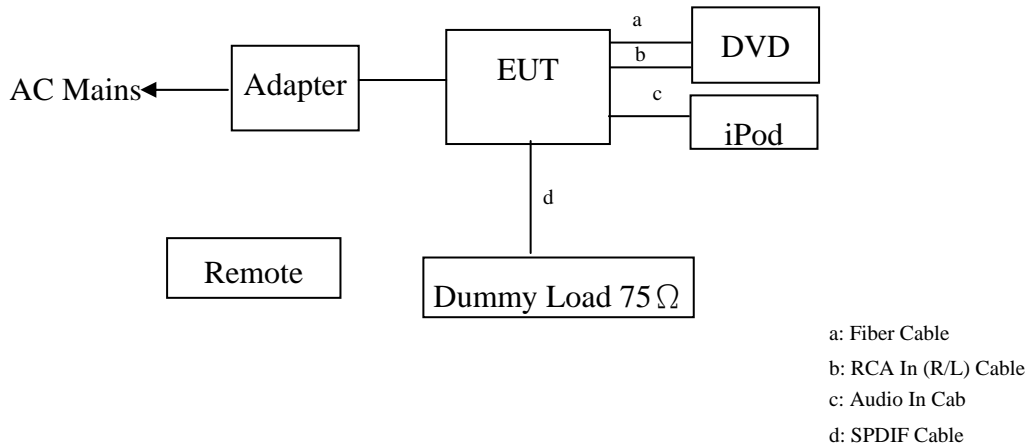 a
DVD
b
EUT
Adapter
AC Mains
c
iPod
d
Remote
Dummy Load 75Ω
a: Fiber Cable
b: RCA In (R/L) Cable
c: Audio In Cab
d: SPDIF Cable